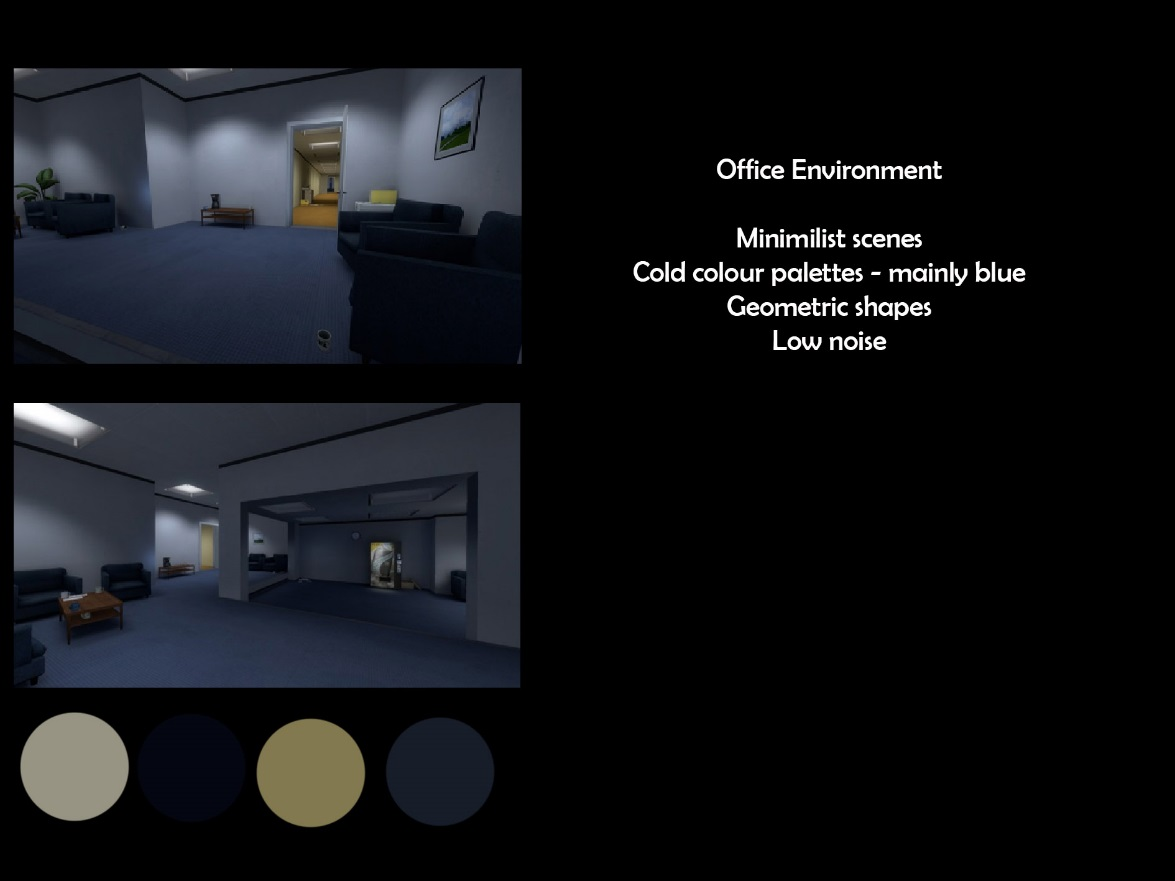 Office Environment
Minimilist scenes
Cold colour palettes - mainly blue
Geometric shapes
Low noise